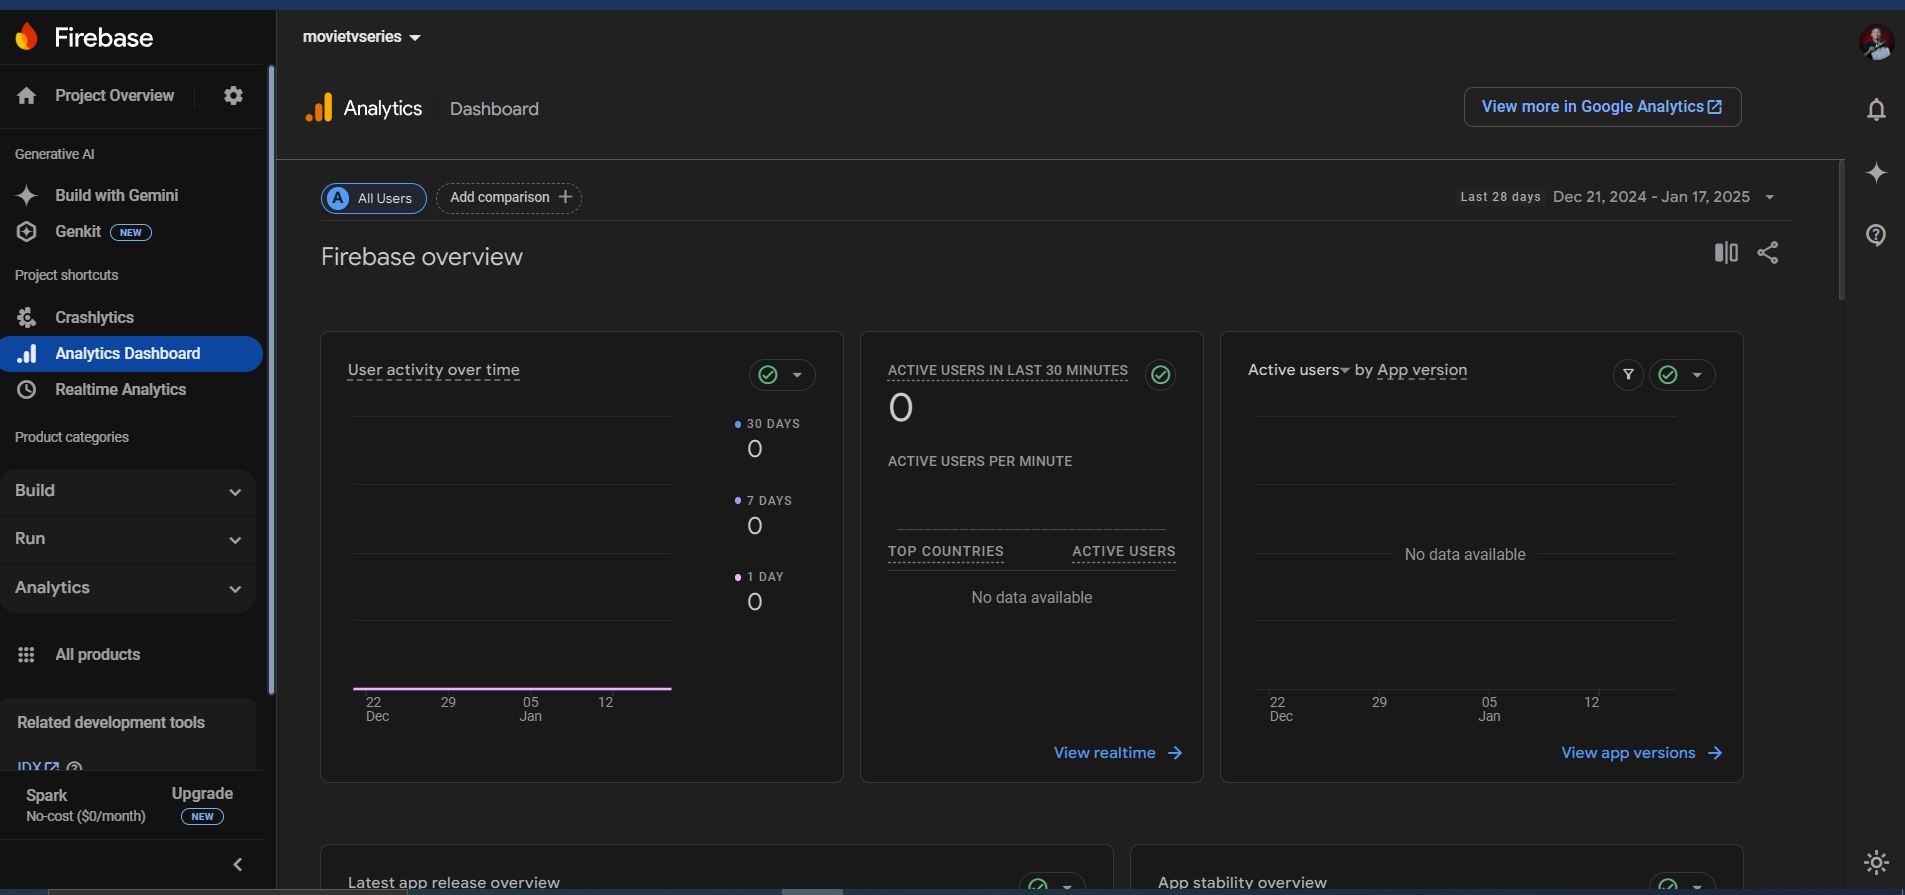 Firebase
movietvseries
Project Overview
Analytics
Dashboard
View more in Google Analytics
Generative AI
Build with Gemini
Genkit
NEW
Project shortcuts
Crashlytics
Analytics Dashboard
Realtime Analytics
Product categories
Build
Run
Analytics
All products
Related development tools
IDX
Spark
No-cost ($0/month)
Upgrade
NEW
A All Users
Add comparison
Last 28 days Dec 21, 2024 - Jan 17, 2025
Firebase overview
User activity over time
30 DAYS
0
7 DAYS
0
1 DAY
0
22 29 05 12
Dec Jan
ACTIVE USERS IN LAST 30 MINUTES
0
ACTIVE USERS PER MINUTE
TOP COUNTRIES ACTIVE USERS
No data available
View realtime
Active users by App version
No data available
22 29 05 12
Dec Jan
View app versions
Latest app release overview
App stability overview